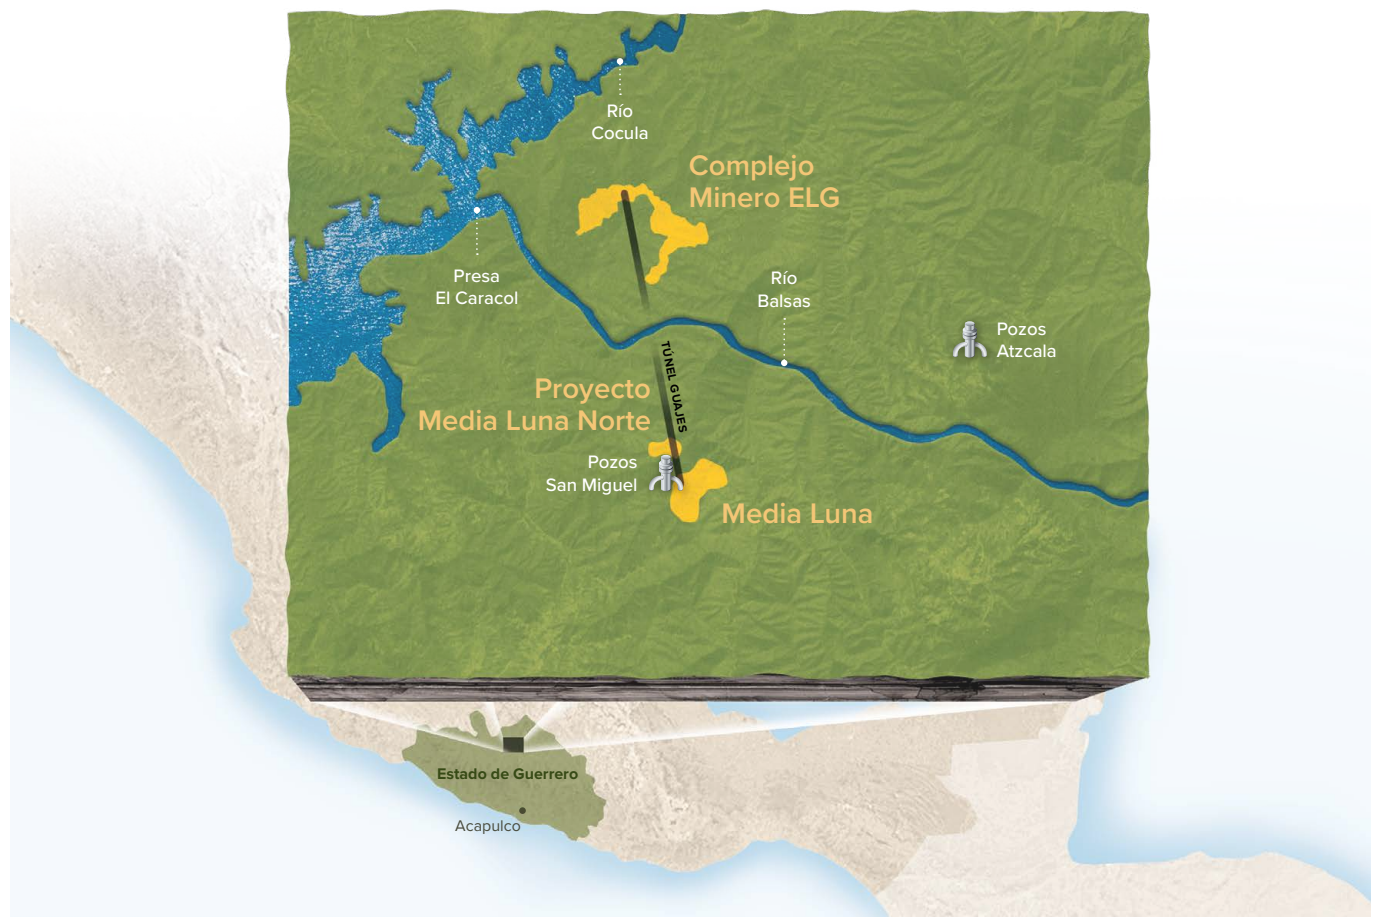 Río
Cocula
Complejo
Minero ELG
Presa
El Caracol
Río
Balsas
Pozos
Atzcala
TÚNEL GUAJES
Proyecto
Media Luna Norte
Pozos
San Miguel
Media Luna
Estado de Guerrero
Acapulco